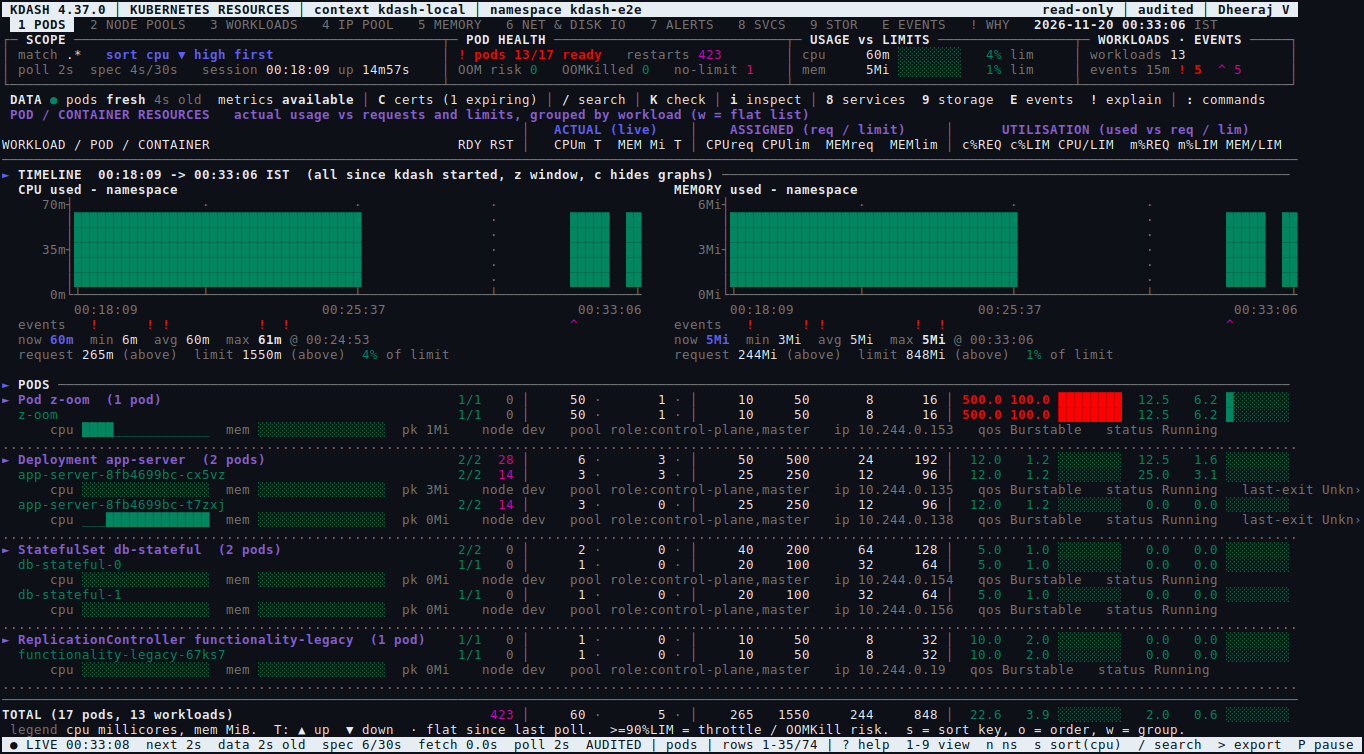 KDASH 4.37.0 │ KUBERNETES RESOURCES │ context kdash-local │ namespace kdash-e2e read-only │ audited │ Dheeraj V
1 PODS 2 NODE POOLS 3 WORKLOADS 4 IP POOL 5 MEMORY 6 NET & DISK IO 7 ALERTS 8 SVCS 9 STOR E EVENTS ! WHY 2026-11-20 00:33:06 IST
SCOPE POD HEALTH USAGE vs LIMITS WORKLOADS · EVENTS
match .* sort cpu ▼ high first ! pods 13/17 ready restarts 423 cpu 60m 4% lim workloads 13
poll 2s spec 4s/30s session 00:18:09 up 14m57s OOM risk 0 OOMKilled 0 no-limit 1 mem 5Mi 1% lim events 15m ! 5 ^ 5
DATA ● pods fresh 4s old metrics available │ C certs (1 expiring) │ / search │ K check │ i inspect │ 8 services 9 storage E events ! explain │ : commands
POD / CONTAINER RESOURCES actual usage vs requests and limits, grouped by workload (w = flat list)
ACTUAL (live) │ ASSIGNED (req / limit) │ UTILISATION (used vs req / lim)
WORKLOAD / POD / CONTAINER RDY RST │ CPUm T MEM Mi T │ CPUreq CPUlim MEMreq MEMlim │ c%REQ c%LIM CPU/LIM m%REQ m%LIM MEM/LIM
► TIMELINE 00:18:09 -> 00:33:06 IST (all since kdash started, z window, c hides graphs)
CPU used - namespace MEMORY used - namespace
70m 6Mi
35m 3Mi
0m 0Mi
00:18:09 00:25:37 00:33:06 00:18:09 00:25:37 00:33:06
events ! ! ! ! ! ^ events ! ! ! ! ! ^
now 60m min 6m avg 60m max 61m @ 00:24:53 now 5Mi min 3Mi avg 5Mi max 5Mi @ 00:33:06
request 265m (above) limit 1550m (above) 4% of limit request 244Mi (above) limit 848Mi (above) 1% of limit
► PODS
► Pod z-oom (1 pod) 1/1 0 │ 50 · 1 · │ 10 50 8 16 │ 500.0 100.0 12.5 6.2
z-oom 1/1 0 │ 50 · 1 · │ 10 50 8 16 │ 500.0 100.0 12.5 6.2
cpu mem pk 1Mi node dev pool role:control-plane,master ip 10.244.0.153 qos Burstable status Running
► Deployment app-server (2 pods) 2/2 28 │ 6 · 3 · │ 50 500 24 192 │ 12.0 1.2 12.5 1.6
app-server-8fb4699bc-cx5vz 2/2 14 │ 3 · 3 · │ 25 250 12 96 │ 12.0 1.2 25.0 3.1
cpu mem pk 3Mi node dev pool role:control-plane,master ip 10.244.0.135 qos Burstable status Running last-exit Unkn›
app-server-8fb4699bc-t7zxj 2/2 14 │ 3 · 0 · │ 25 250 12 96 │ 12.0 1.2 0.0 0.0
cpu mem pk 0Mi node dev pool role:control-plane,master ip 10.244.0.138 qos Burstable status Running last-exit Unkn›
► StatefulSet db-stateful (2 pods) 2/2 0 │ 2 · 0 · │ 40 200 64 128 │ 5.0 1.0 0.0 0.0
db-stateful-0 1/1 0 │ 1 · 0 · │ 20 100 32 64 │ 5.0 1.0 0.0 0.0
cpu mem pk 0Mi node dev pool role:control-plane,master ip 10.244.0.154 qos Burstable status Running
db-stateful-1 1/1 0 │ 1 · 0 · │ 20 100 32 64 │ 5.0 1.0 0.0 0.0
cpu mem pk 0Mi node dev pool role:control-plane,master ip 10.244.0.156 qos Burstable status Running
► ReplicationController functionality-legacy (1 pod) 1/1 0 │ 1 · 0 · │ 10 50 8 32 │ 10.0 2.0 0.0 0.0
functionality-legacy-67ks7 1/1 0 │ 1 · 0 · │ 10 50 8 32 │ 10.0 2.0 0.0 0.0
cpu mem pk 0Mi node dev pool role:control-plane,master ip 10.244.0.19 qos Burstable status Running
TOTAL (17 pods, 13 workloads) 423 │ 60 · 5 · │ 265 1550 244 848 │ 22.6 3.9 2.0 0.6
legend cpu millicores, mem MiB. T: ▲ up ▼ down · flat since last poll. >=90%LIM = throttle / OOMKill risk. s = sort key, o = order, w = group.
● LIVE 00:33:08 next 2s data 2s old spec 6/30s fetch 0.0s poll 2s AUDITED | pods | rows 1-35/74 | ? help 1-9 view n ns s sort(cpu) / search > export P pause